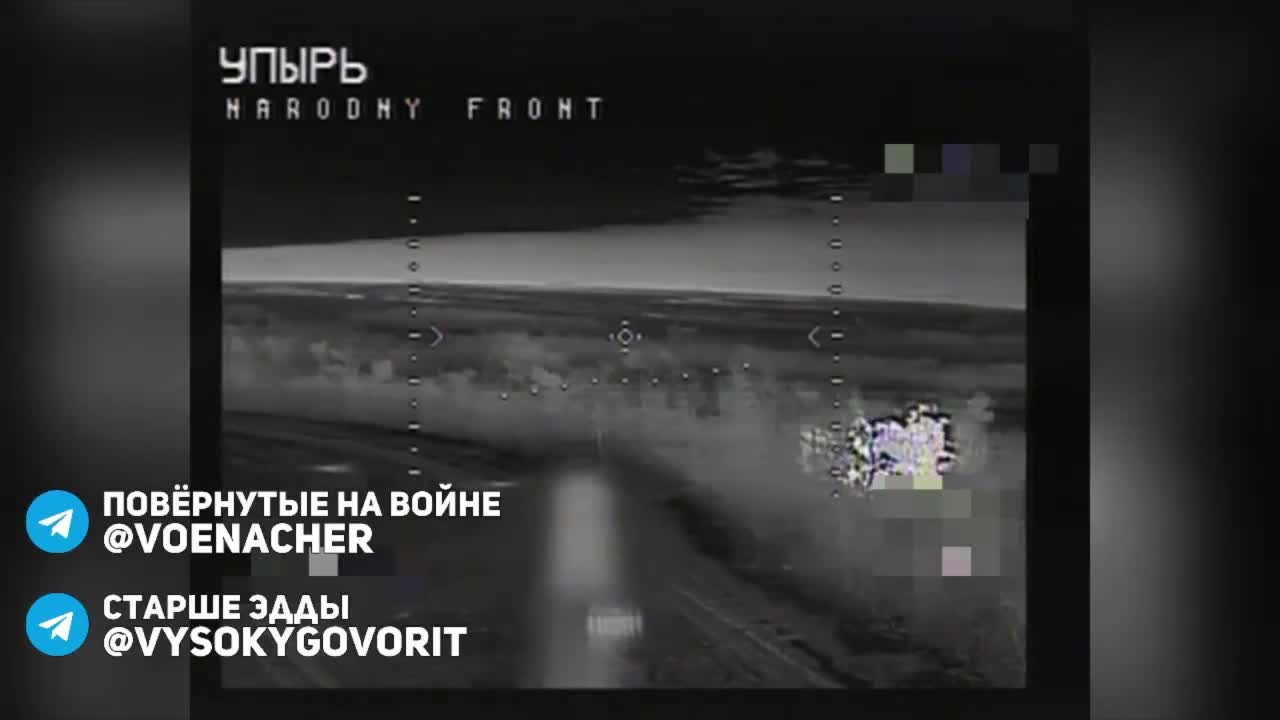 УПЫРЬ
NARODNY FRONT
ПОВЁРНУТЫЕ НА ВОЙНЕ
@VOENACHER
СТАРШЕ ЭДДЫ
@VYSOKYGOVORIT